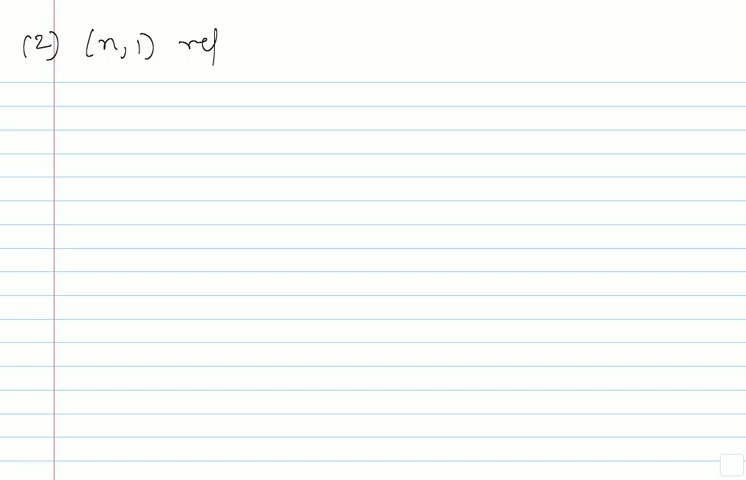 (2) (n, 1) ref